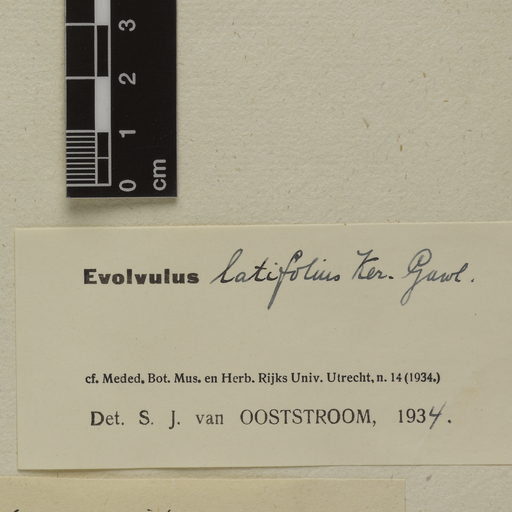 3
2
1
0
cm
Evolvulus latifolius Ker-Gawl.
cf. Meded. Bot. Mus. en Herb. Rijks Univ. Utrecht, n. 14 (1934.)
Det. S. J. van OOSTSTROOM, 1934.